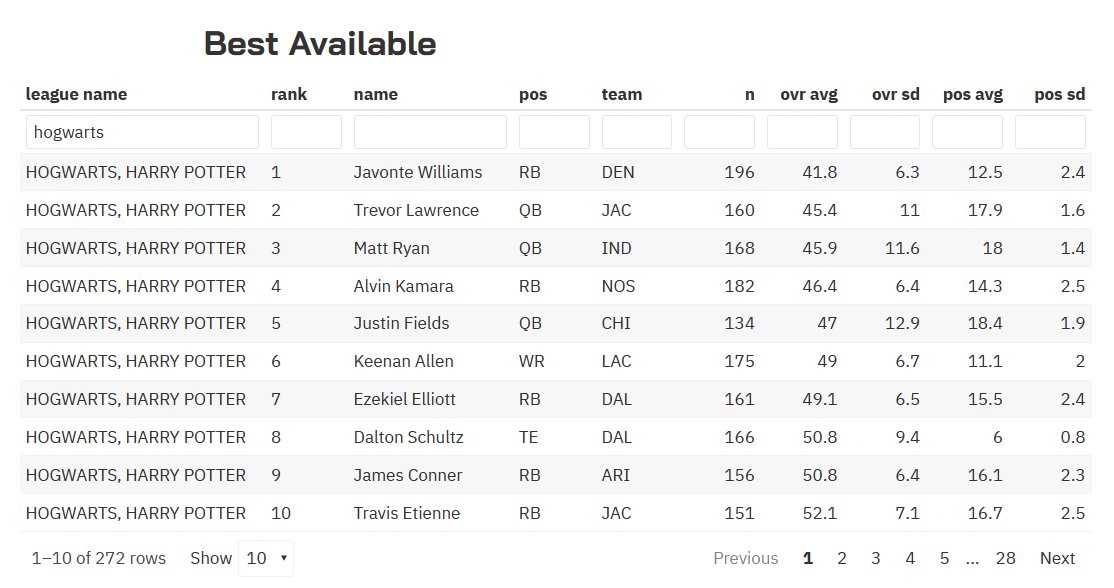 Best Available
league name rank name pos team n ovr avg ovr sd pos avg pos sd
hogwarts
HOGWARTS, HARRY POTTER 1 Javonte Williams RB DEN 196 41.8 6.3 12.5 2.4
HOGWARTS, HARRY POTTER 2 Trevor Lawrence QB JAC 160 45.4 11 17.9 1.6
HOGWARTS, HARRY POTTER 3 Matt Ryan QB IND 168 45.9 11.6 18 1.4
HOGWARTS, HARRY POTTER 4 Alvin Kamara RB NOS 182 46.4 6.4 14.3 2.5
HOGWARTS, HARRY POTTER 5 Justin Fields QB CHI 134 47 12.9 18.4 1.9
HOGWARTS, HARRY POTTER 6 Keenan Allen WR LAC 175 49 6.7 11.1 2
HOGWARTS, HARRY POTTER 7 Ezekiel Elliott RB DAL 161 49.1 6.5 15.5 2.4
HOGWARTS, HARRY POTTER 8 Dalton Schultz TE DAL 166 50.8 9.4 6 0.8
HOGWARTS, HARRY POTTER 9 James Conner RB ARI 156 50.8 6.4 16.1 2.3
HOGWARTS, HARRY POTTER 10 Travis Etienne RB JAC 151 52.1 7.1 16.7 2.5
1–10 of 272 rows Show 10 Previous 1 2 3 4 5 ... 28 Next